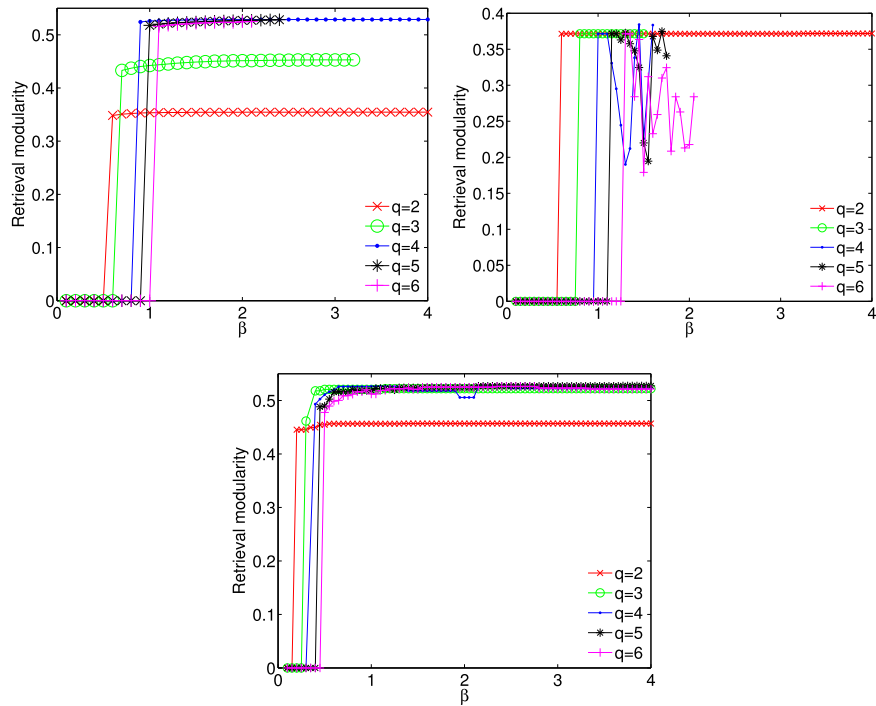 0.5
0.4
0.3
0.2
0.1
0
Retrieval modularity
0 1 2 3 4
β
q=2
q=3
q=4
q=5
q=6
0.4
0.35
0.3
0.25
0.2
0.15
0.1
0.05
0
Retrieval modularity
0 1 2 3 4
β
q=2
q=3
q=4
q=5
q=6
0.5
0.4
0.3
0.2
0.1
0
Retrieval modularity
0 1 2 3 4
β
q=2
q=3
q=4
q=5
q=6